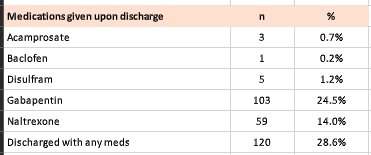 Medications given upon discharge n %
Acamprosate 3 0.7%
Baclofen 1 0.2%
Disulfram 5 1.2%
Gabapentin 103 24.5%
Naltrexone 59 14.0%
Discharged with any meds 120 28.6%